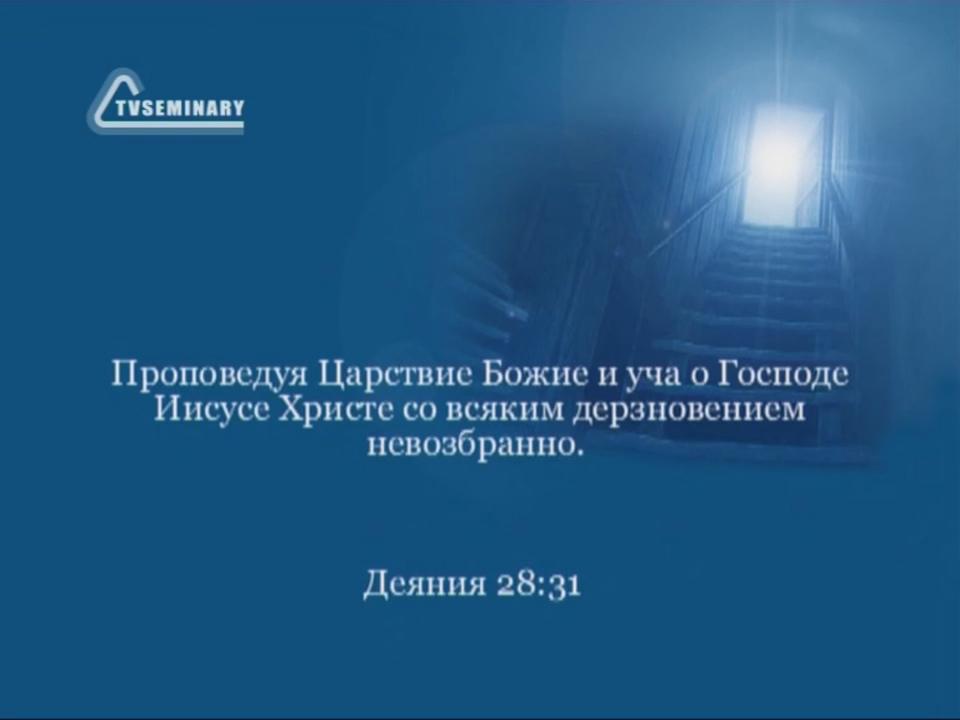 TVSEMINARY
Проповедуя Царствие Божие и уча о Господе
Иисусе Христе со всяким дерзновением
невозбранно.
Деяния 28:31